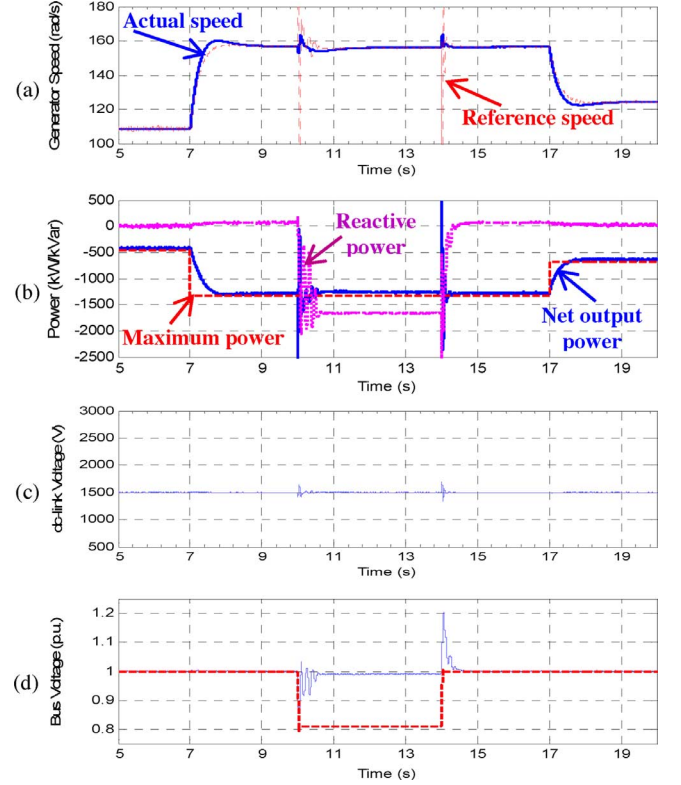 Generator Speed (rad/s)
180
160
140
120
100
Actual speed
Reference speed
(a)
5 7 9 11 13 15 17 19
Time (s)
Power (kW/kVar)
500
0
-500
-1000
-1500
-2000
-2500
Reactive
power
Maximum power
Net output
power
(b)
5 7 9 11 13 15 17 19
Time (s)
dc-link Voltage (V)
3000
2500
2000
1500
1000
500
(c)
5 7 9 11 13 15 17 19
Time (s)
Bus Voltage (p.u.)
1.2
1.1
1
0.9
0.8
(d)
5 7 9 11 13 15 17 19
Time (s)